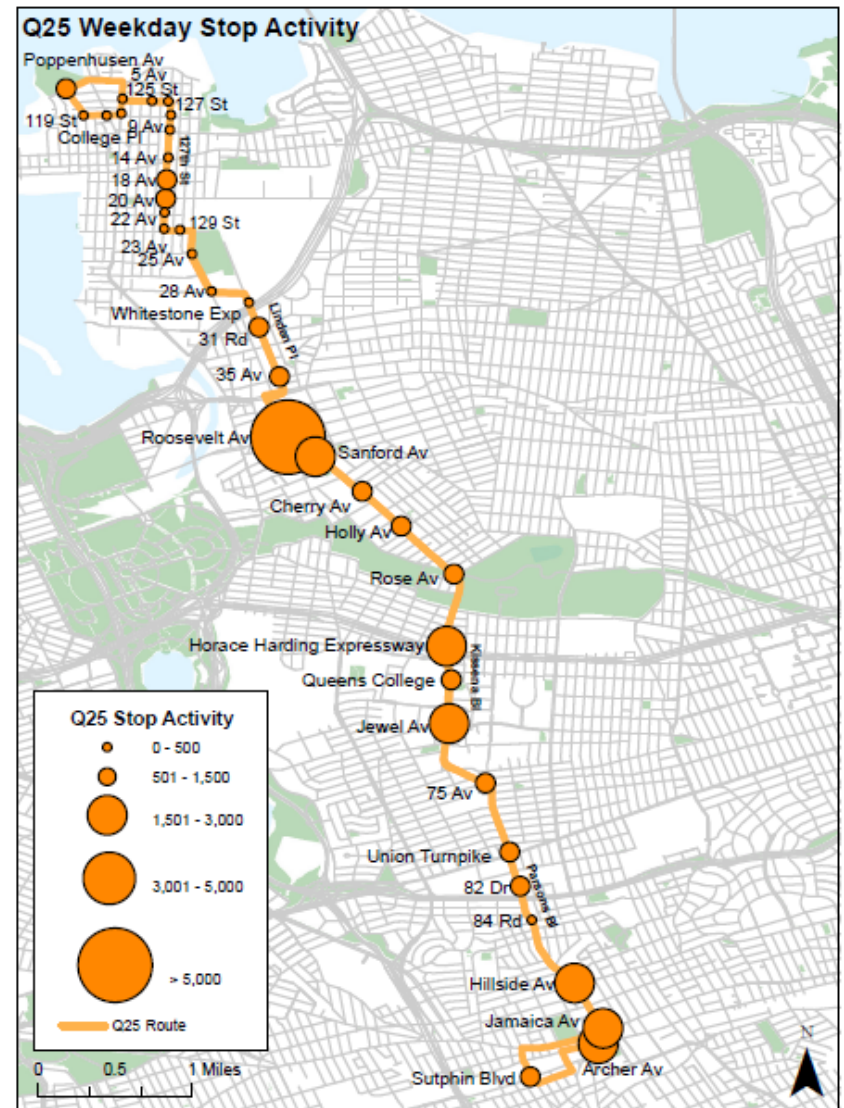 Q25 Weekday Stop Activity
Poppenhusen Av
5 Av
125 St
127 St
119 St
9 Av
College Pl
127th St
14 Av
18 Av
20 Av
22 Av
129 St
23 Av
25 Av
28 Av
Whitestone Exp
Linden Pl
31 Rd
35 Av
Roosevelt Av
Sanford Av
Cherry Av
Holly Av
Rose Av
Horace Harding Expressway
Kissena Bl
Queens College
Jewel Av
75 Av
Union Turnpike
Parsons Bl
82 Dr
84 Rd
Hillside Av
Jamaica Av
Archer Av
Sutphin Blvd
Q25 Stop Activity
0 - 500
501 - 1,500
1,501 - 3,000
3,001 - 5,000
> 5,000
Q25 Route
0 0.5 1 Miles
N